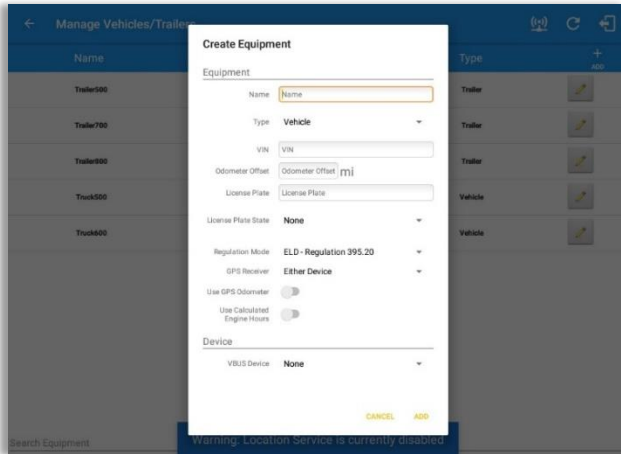 Manage Vehicles/Trailers
Name
Type
ADD
Trailer500
Trailer
Trailer700
Trailer
Trailer800
Trailer
Truck500
Vehicle
Truck600
Vehicle
Create Equipment
Equipment
Name Name
Type Vehicle
VIN VIN
Odometer Offset Odometer Offset mi
License Plate License Plate
License Plate State None
Regulation Mode ELD - Regulation 395.20
GPS Receiver Either Device
Use GPS Odometer
Use Calculated
Engine Hours
Device
VBUS Device None
CANCEL ADD
Search Equipment
Warning: Location Service is currently disabled